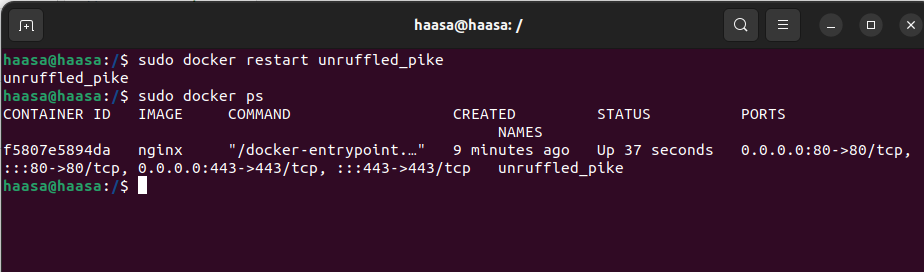 haasa@haasa: /
haasa@haasa:/$ sudo docker restart unruffled_pike
unruffled_pike
haasa@haasa:/$ sudo docker ps
CONTAINER ID   IMAGE     COMMAND                  CREATED         STATUS          PORTS
NAMES
f5807e5894da   nginx     "/docker-entrypoint.…"   9 minutes ago   Up 37 seconds   0.0.0.0:80->80/tcp,
:::80->80/tcp, 0.0.0.0:443->443/tcp, :::443->443/tcp   unruffled_pike
haasa@haasa:/$